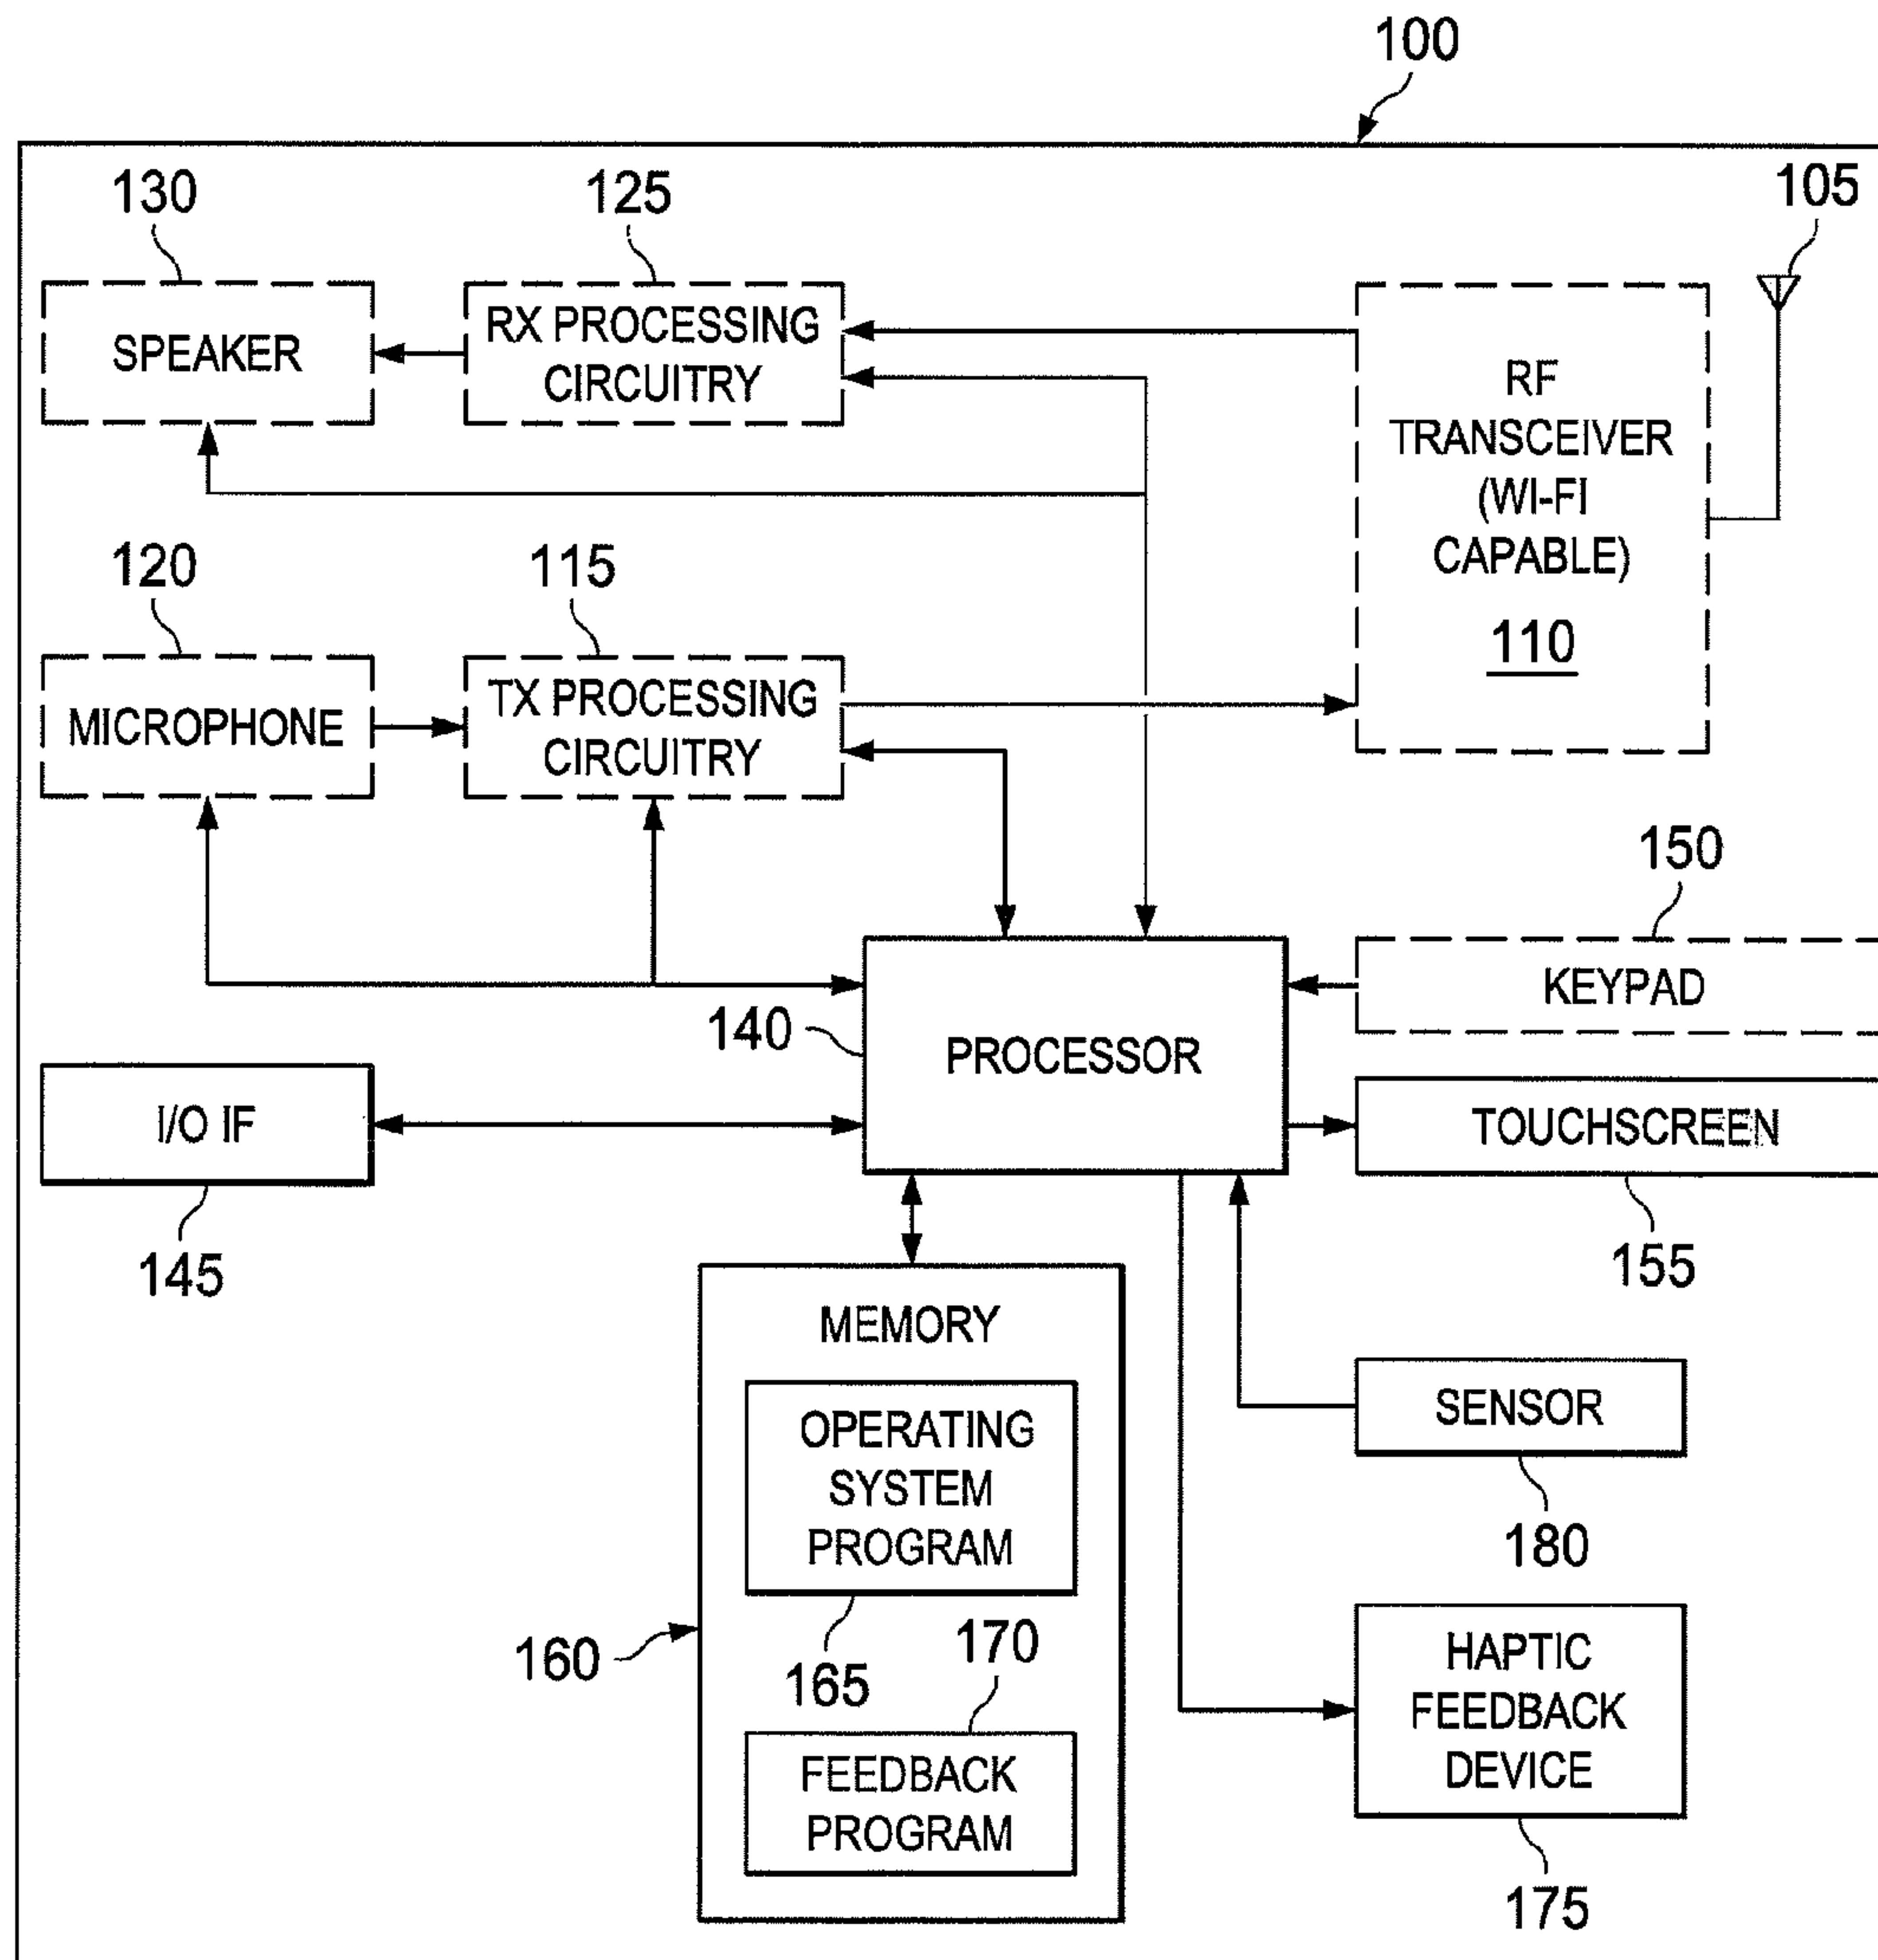 100
130
125
105
SPEAKER
RX PROCESSING
CIRCUITRY
RF
TRANSCEIVER
(WI-FI
CAPABLE)
110
120
115
MICROPHONE
TX PROCESSING
CIRCUITRY
150
KEYPAD
140
PROCESSOR
I/O IF
145
TOUCHSCREEN
155
MEMORY
OPERATING
SYSTEM
PROGRAM
165
160
170
FEEDBACK
PROGRAM
SENSOR
180
HAPTIC
FEEDBACK
DEVICE
175